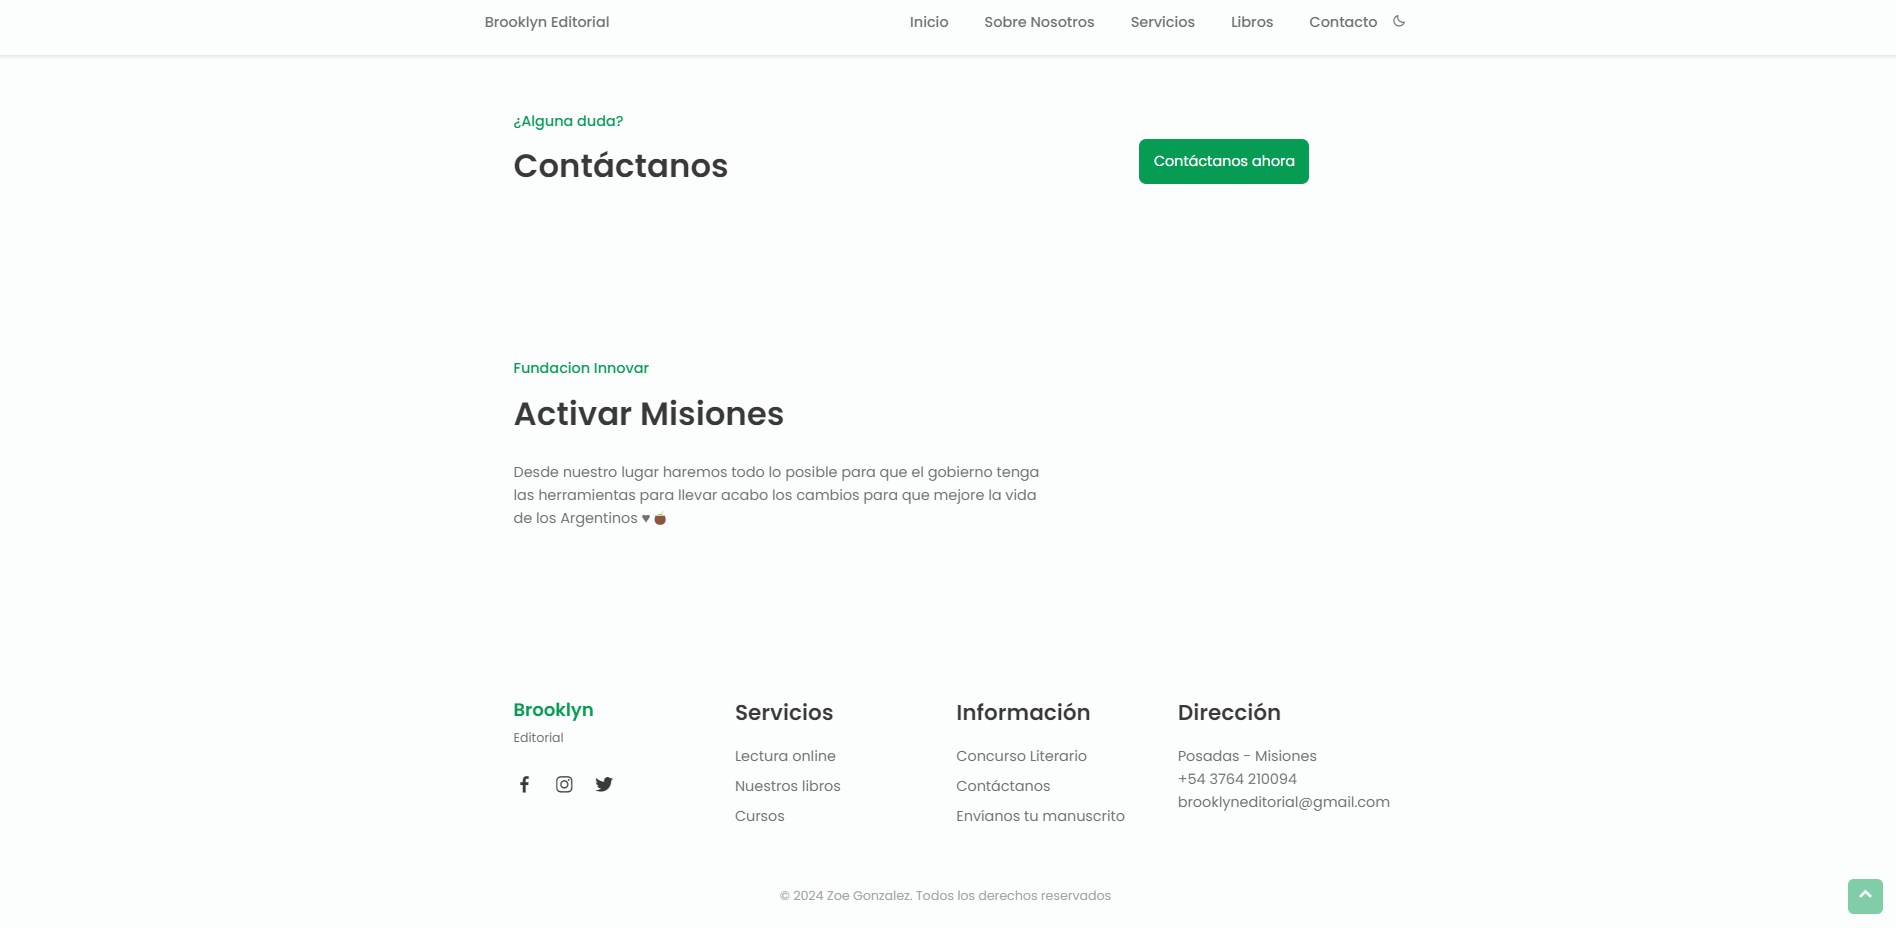 Brooklyn Editorial
Inicio Sobre Nosotros Servicios Libros Contacto
¿Alguna duda?
Contáctanos
Contáctanos ahora
Fundacion Innovar
Activar Misiones
Desde nuestro lugar haremos todo lo posible para que el gobierno tenga
las herramientas para llevar acabo los cambios para que mejore la vida
de los Argentinos ♥ 🧉
Brooklyn
Editorial
Servicios
Lectura online
Nuestros libros
Cursos
Información
Concurso Literario
Contáctanos
Envíanos tu manuscrito
Dirección
Posadas - Misiones
+54 3764 210094
brooklyneditorial@gmail.com
© 2024 Zoe Gonzalez. Todos los derechos reservados